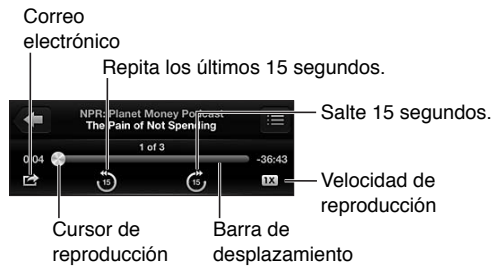 Correo
electrónico
Repita los últimos 15 segundos.
NPR: Planet Money Podcast
The Pain of Not Spending
Salte 15 segundos.
1 of 3
0:04
-36:43
15
15
1X
Velocidad de
reproducción
Cursor de
reproducción
Barra de
desplazamiento